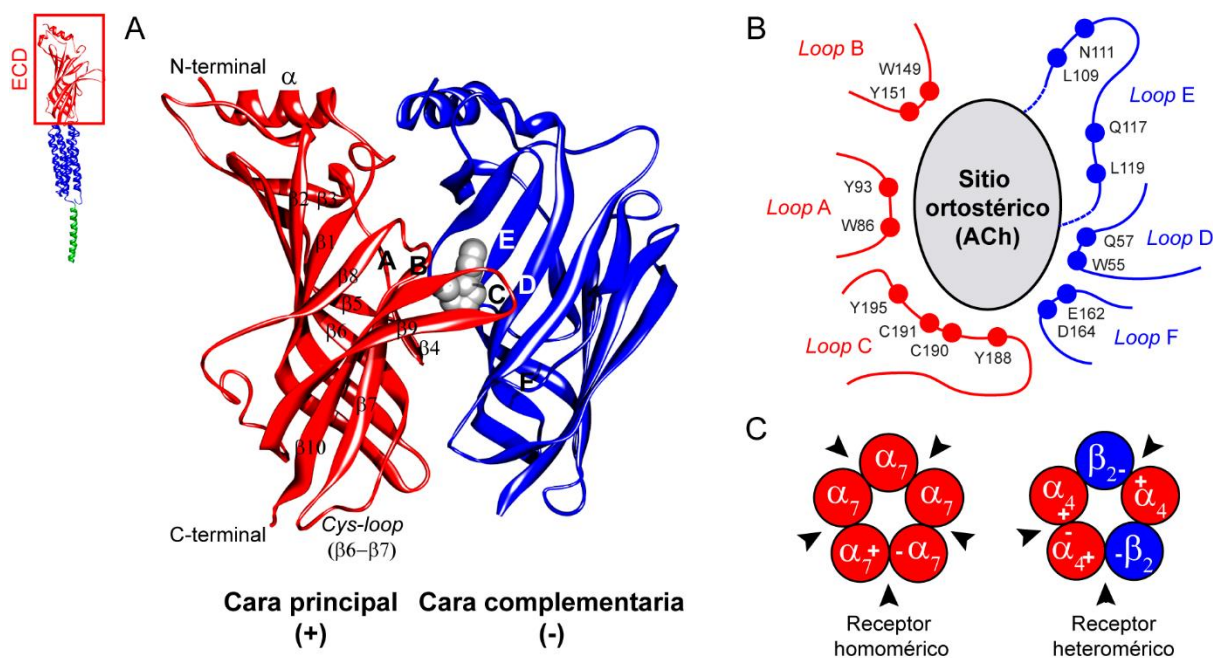 ECD
A
N-terminal
α
β2-β3
β1
β8
β5
β6
β9
β4
β7
β10
A
B
C
D
E
F
C-terminal
Cys-loop
(β6−β7)
Cara principal
(+)
Cara complementaria
(-)
B
Loop B
W149
Y151
Y93
Loop A
W86
Y195
C191
C190
Y188
Loop C
Sitio
ortostérico
(ACh)
N111
L109
Loop E
Q117
L119
Q57
Loop D
W55
E162
D164
Loop F
C
α7
α7
α7
α7+
-α7
Receptor
homomérico
β2-
α4
+
+
α4
-
α4+
-β2
Receptor
heteromérico